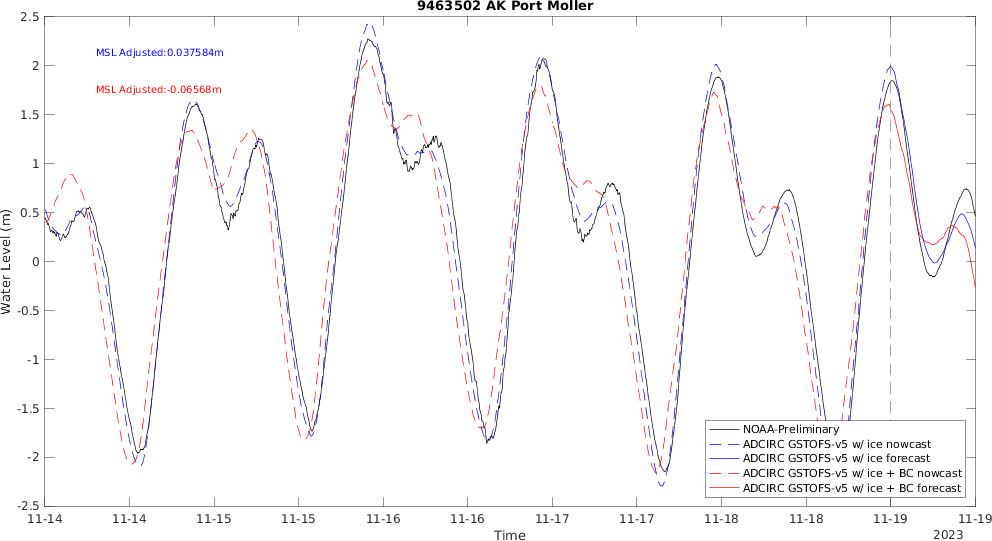 9463502 AK Port Moller
MSL Adjusted:0.037584m
MSL Adjusted:-0.06568m
Water Level (m)
2.5
2
1.5
1
0.5
0
-0.5
-1
-1.5
-2
-2.5
NOAA-Preliminary
ADCIRC GSTOFS-v5 w/ ice nowcast
ADCIRC GSTOFS-v5 w/ ice forecast
ADCIRC GSTOFS-v5 w/ ice + BC nowcast
ADCIRC GSTOFS-v5 w/ ice + BC forecast
11-14 11-14 11-15 11-15 11-16 11-16 11-17 11-17 11-18 11-18 11-19 11-19
Time
2023